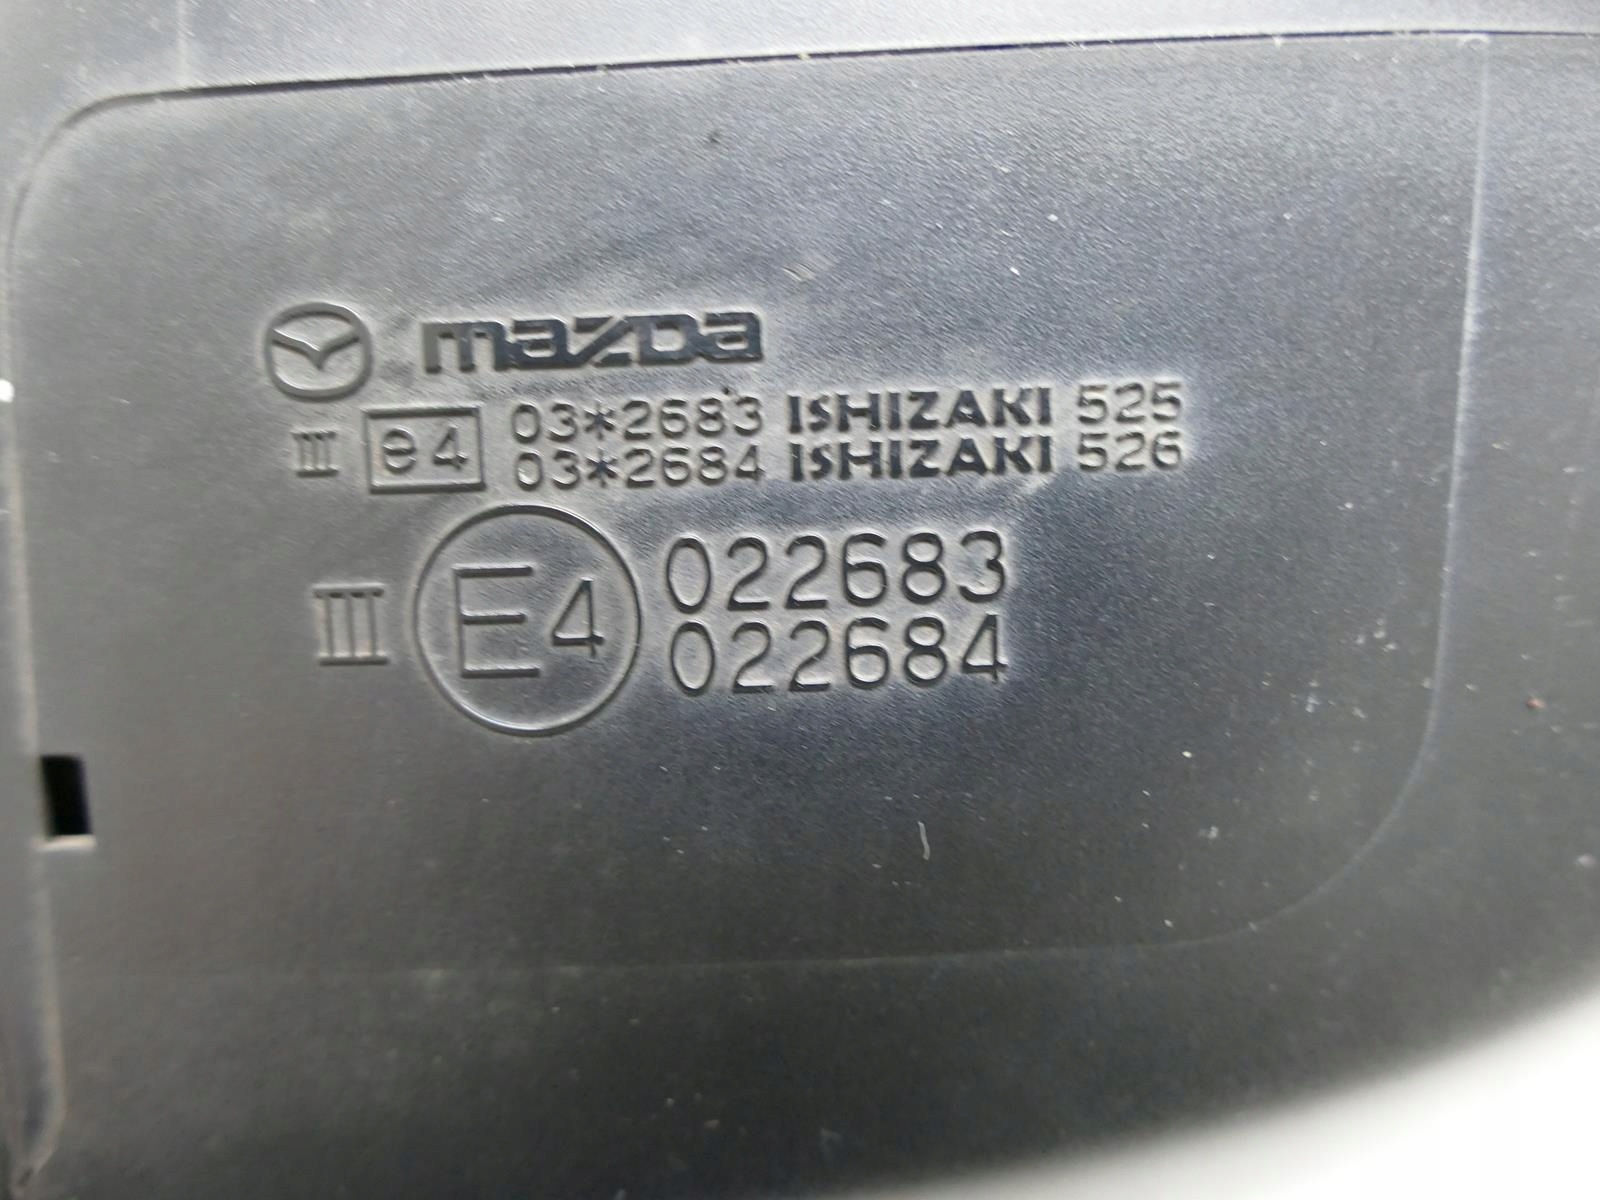 mazda
III e4 03*2683 ISHIZAKI 525
03*2684 ISHIZAKI 526
III E4 022683
022684